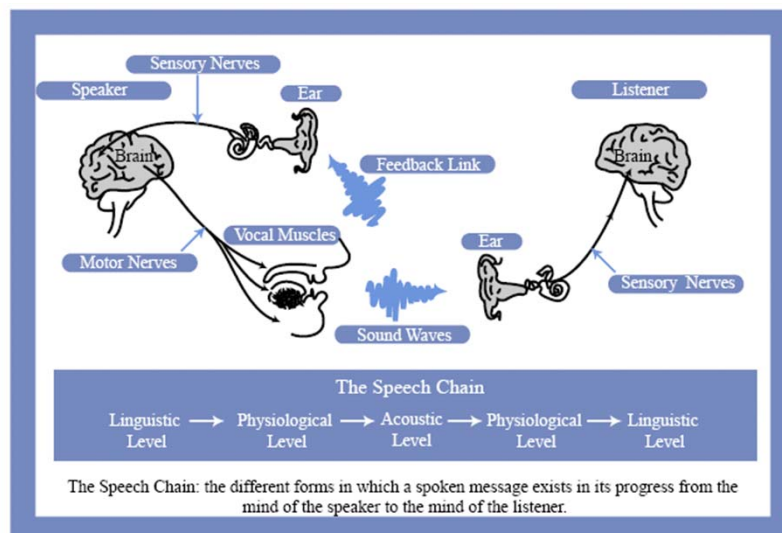 Sensory Nerves
Speaker
Ear
Listener
Brain
Brain
Feedback Link
Vocal Muscles
Motor Nerves
Ear
Sensory Nerves
Sound Waves
The Speech Chain
Linguistic Level
Physiological Level
Acoustic Level
Physiological Level
Linguistic Level
The Speech Chain: the different forms in which a spoken message exists in its progress from the
mind of the speaker to the mind of the listener.